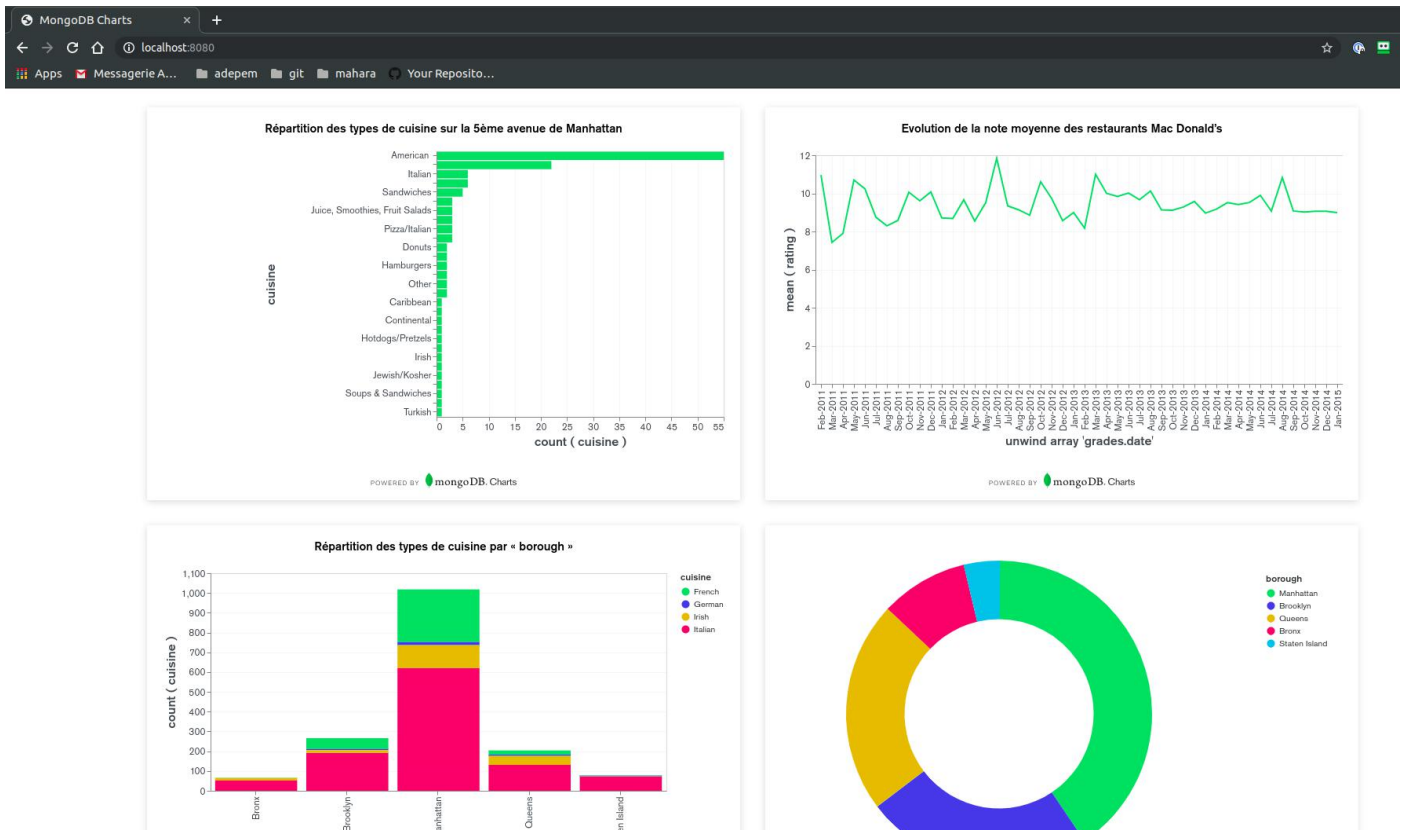 MongoDB Charts
localhost:8080
Apps
Messagerie A...
adepem
git
mahara
Your Reposito...
Répartition des types de cuisine sur la 5ème avenue de Manhattan
cuisine
American
Italian
Sandwiches
Juice, Smoothies, Fruit Salads
Pizza/Italian
Donuts
Hamburgers
Other
Caribbean
Continental
Hotdogs/Pretzels
Irish
Jewish/Kosher
Soups & Sandwiches
Turkish
0 5 10 15 20 25 30 35 40 45 50 55
count ( cuisine )
POWERED BY mongoDB. Charts
Evolution de la note moyenne des restaurants Mac Donald's
mean ( rating )
12
10
8
6
4
2
0
Feb-2011
Mar-2011
Apr-2011
May-2011
Jun-2011
Jul-2011
Aug-2011
Sep-2011
Oct-2011
Nov-2011
Dec-2011
Jan-2012
Feb-2012
Mar-2012
Apr-2012
May-2012
Jun-2012
Jul-2012
Aug-2012
Sep-2012
Oct-2012
Nov-2012
Dec-2012
Jan-2013
Feb-2013
Mar-2013
Apr-2013
May-2013
Jun-2013
Jul-2013
Aug-2013
Sep-2013
Oct-2013
Nov-2013
Dec-2013
Jan-2014
Feb-2014
Mar-2014
Apr-2014
May-2014
Jun-2014
Jul-2014
Aug-2014
Sep-2014
Oct-2014
Nov-2014
Dec-2014
Jan-2015
unwind array 'grades.date'
POWERED BY mongoDB. Charts
Répartition des types de cuisine par « borough »
count ( cuisine )
1,100
1,000
900
800
700
600
500
400
300
200
100
0
Bronx
Brooklyn
anhattan
Queens
en Island
cuisine
French
German
Irish
Italian
borough
Manhattan
Brooklyn
Queens
Bronx
Staten Island